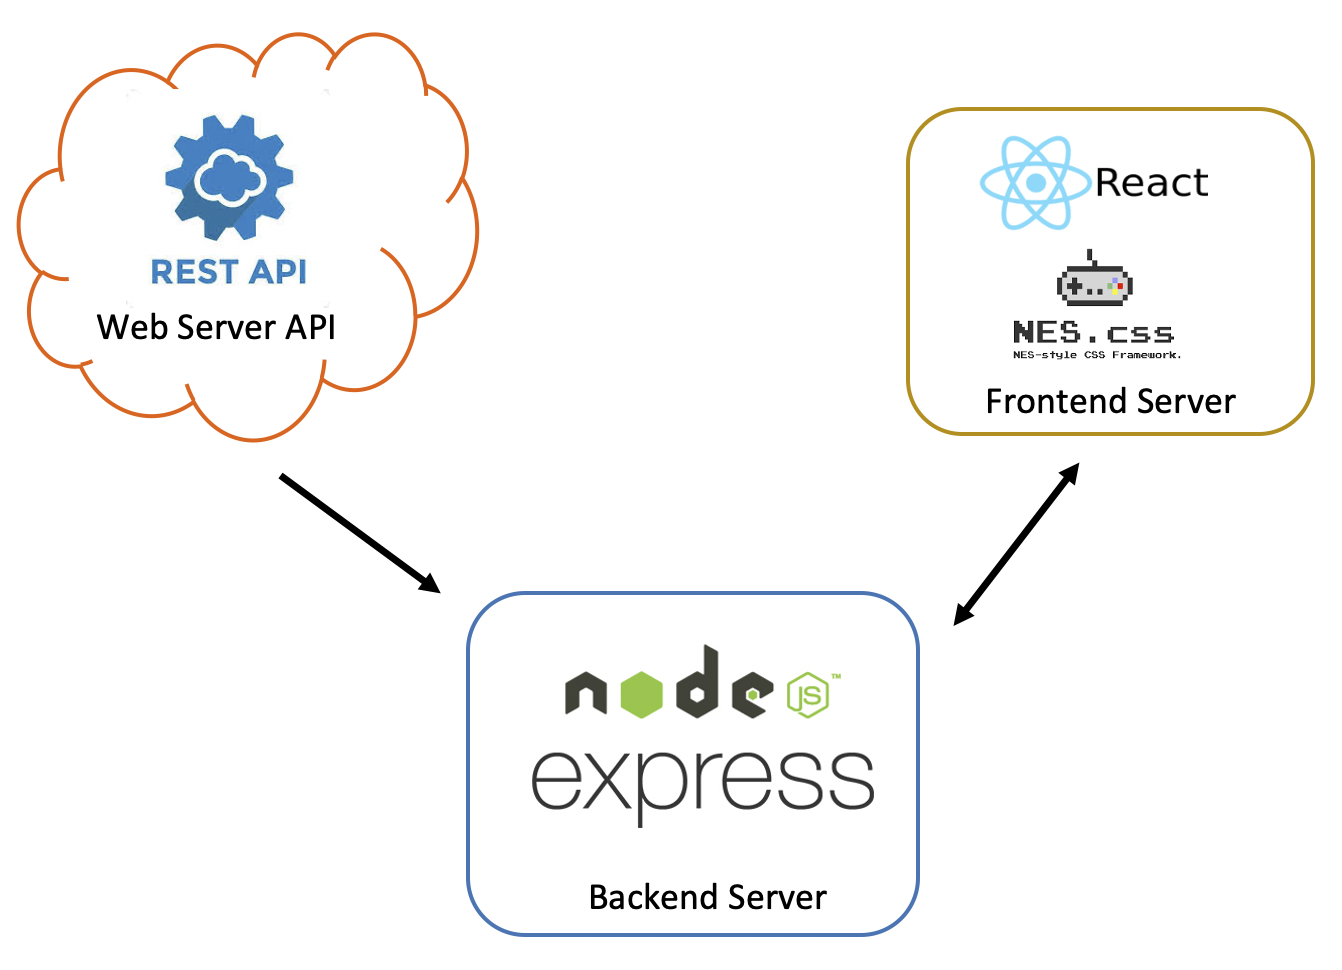 REST API
Web Server API
React
NES.css
NES-style CSS Framework.
Frontend Server
node JS™
express
Backend Server